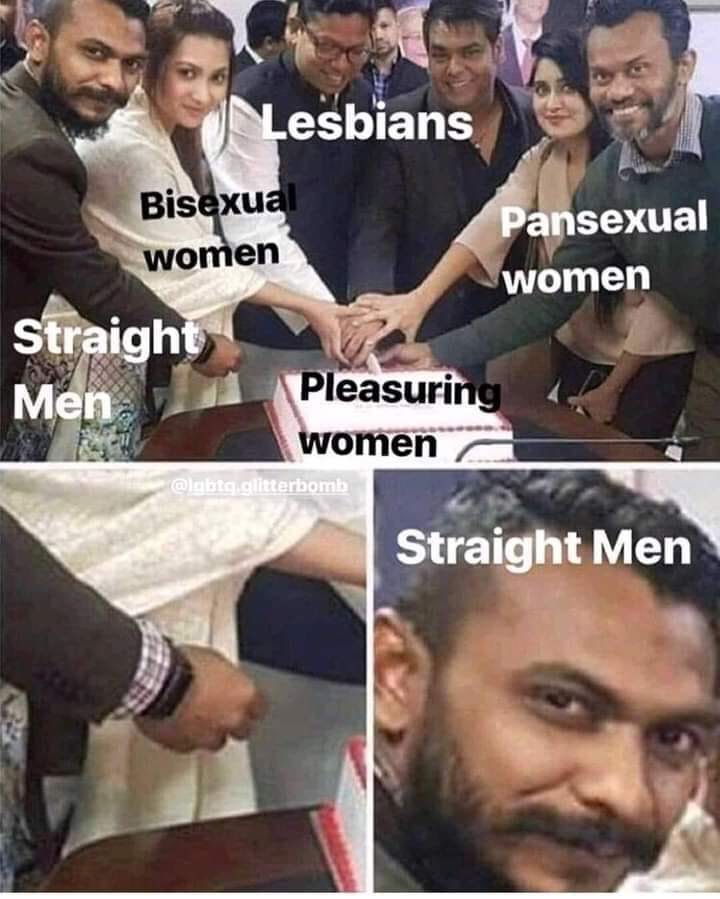 Lesbians
Bisexual
women
Pansexual
women
Straight
Men
Pleasuring
women
@lgbtq.glitterbomb
Straight Men